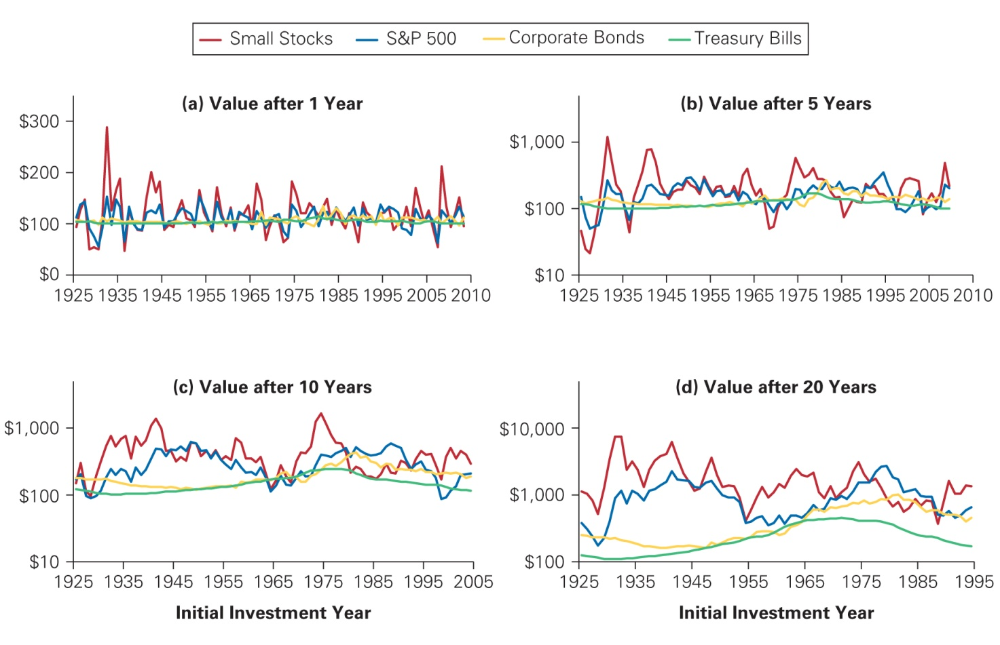 Small Stocks S&P 500 Corporate Bonds Treasury Bills
(a) Value after 1 Year
$300
$200
$100
$0
1925 1935 1945 1955 1965 1975 1985 1995 2005 2010
(b) Value after 5 Years
$1,000
$100
$10
1925 1935 1945 1955 1965 1975 1985 1995 2005 2010
(c) Value after 10 Years
$1,000
$100
$10
1925 1935 1945 1955 1965 1975 1985 1995 2005
Initial Investment Year
(d) Value after 20 Years
$10,000
$1,000
$100
1925 1935 1945 1955 1965 1975 1985 1995
Initial Investment Year